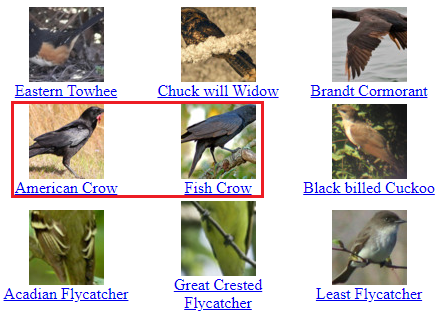 Eastern Towhee
Chuck will Widow
Brandt Cormorant
American Crow
Fish Crow
Black billed Cuckoo
Acadian Flycatcher
Great Crested
Flycatcher
Least Flycatcher